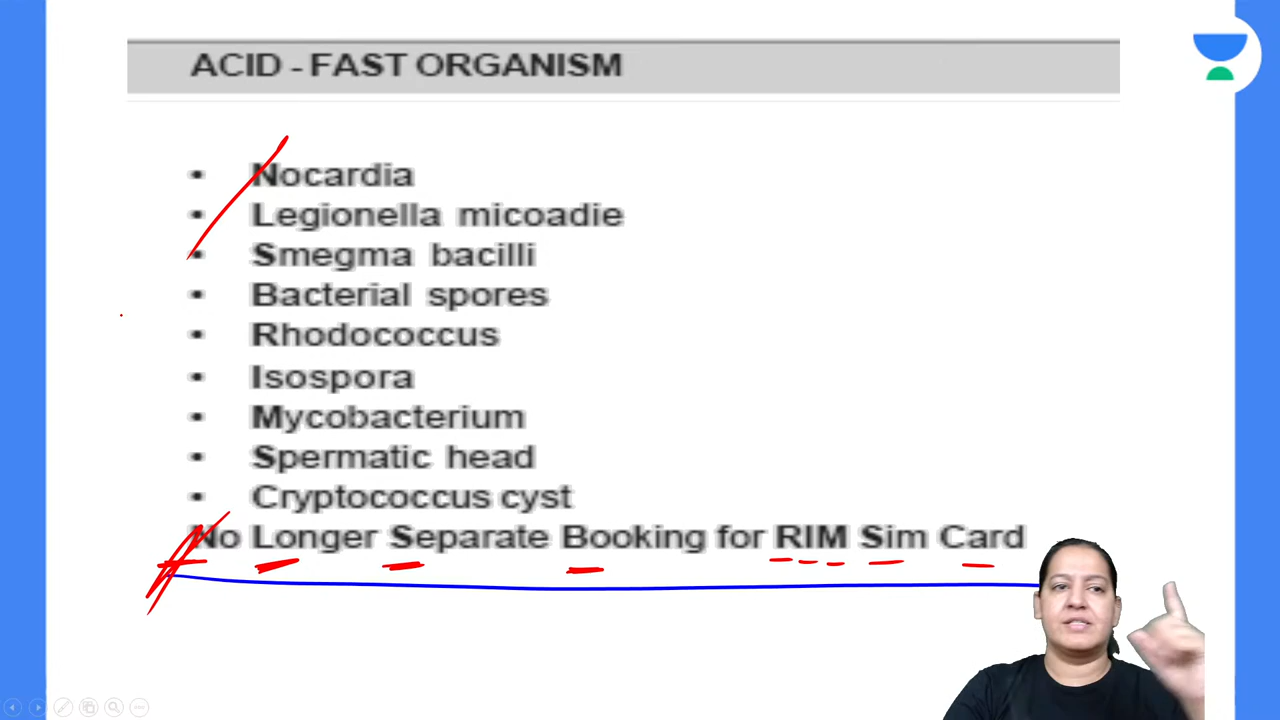 ACID - FAST ORGANISM
• Nocardia
• Legionella micoadie
• Smegma bacilli
• Bacterial spores
• Rhodococcus
• Isospora
• Mycobacterium
• Spermatic head
• Cryptococcus cyst
No Longer Separate Booking for RIM Sim Card